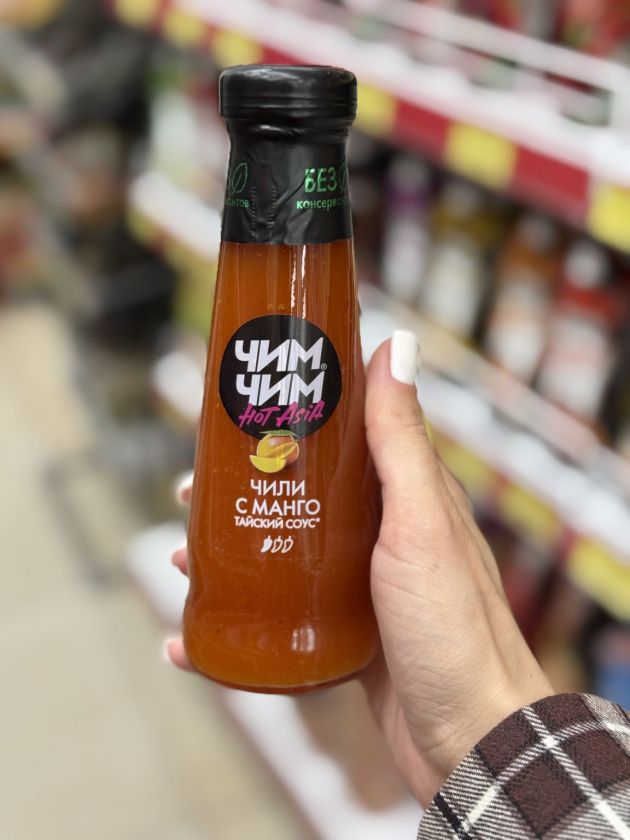 БЕЗ
ЧИМ
ЧИМ®
HOT ASIA
ЧИЛИ
С МАНГО
ТАЙСКИЙ СОУС*